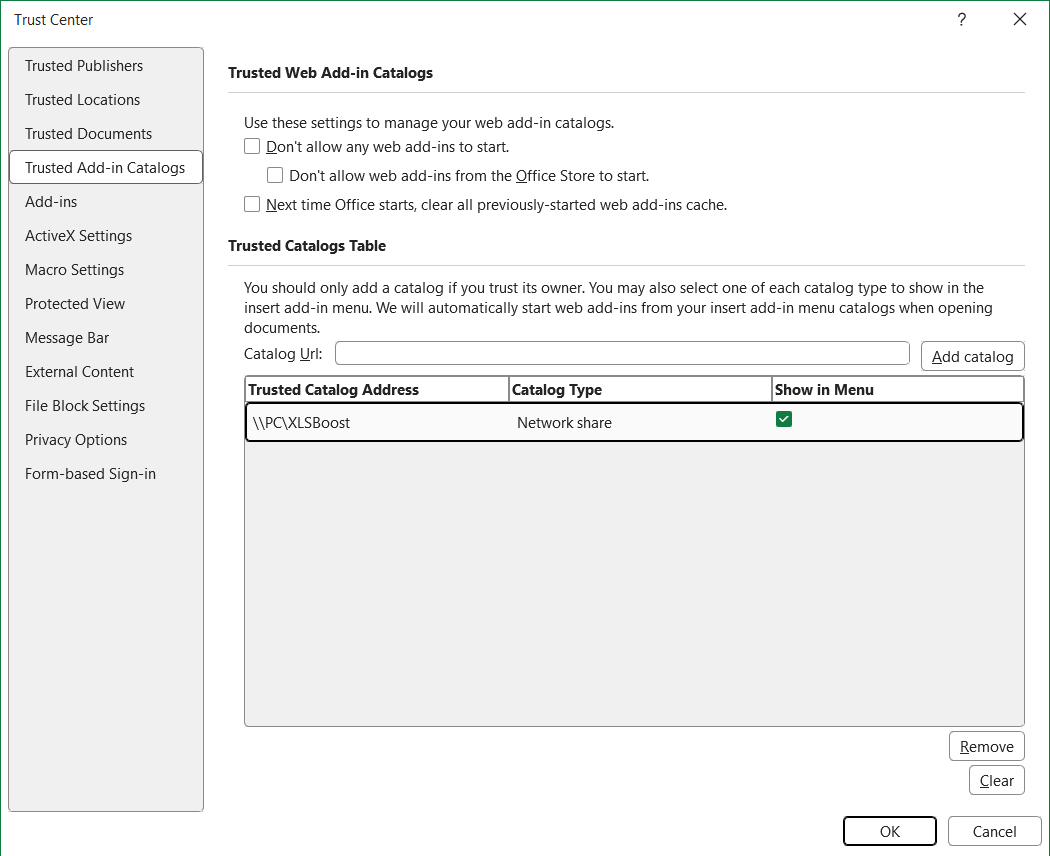 Trust Center
?
Trusted Publishers
Trusted Locations
Trusted Documents
Trusted Add-in Catalogs
Add-ins
ActiveX Settings
Macro Settings
Protected View
Message Bar
External Content
File Block Settings
Privacy Options
Form-based Sign-in
Trusted Web Add-in Catalogs
Use these settings to manage your web add-in catalogs.
Don't allow any web add-ins to start.
Don't allow web add-ins from the Office Store to start.
Next time Office starts, clear all previously-started web add-ins cache.
Trusted Catalogs Table
You should only add a catalog if you trust its owner. You may also select one of each catalog type to show in the
insert add-in menu. We will automatically start web add-ins from your insert add-in menu catalogs when opening
documents.
Catalog Url:
Add catalog
Trusted Catalog Address Catalog Type Show in Menu
\\PC\XLSBoost Network share
Remove
Clear
OK Cancel